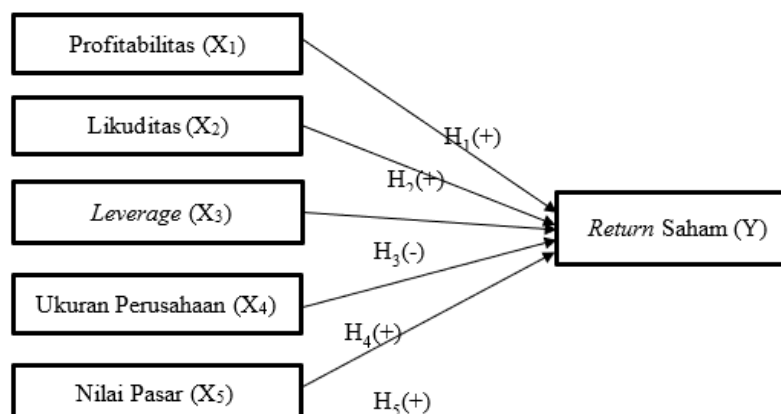 Profitabilitas (X₁)
H₁(+)
Likuditas (X₂)
H₂(+)
Leverage (X₃)
Return Saham (Y)
H₃(-)
Ukuran Perusahaan (X₄)
H₄(+)
Nilai Pasar (X₅)
H₅(+)